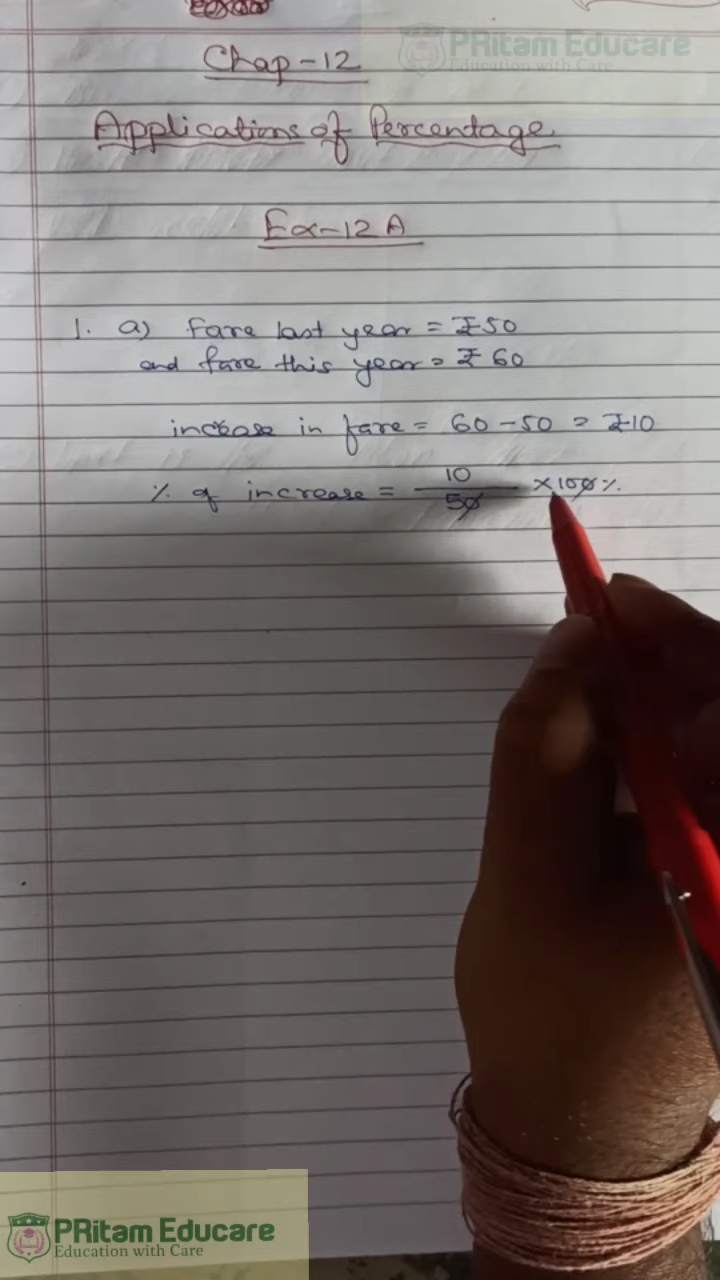 PRitam Educare
Education with Care
Chap-12
Applications of Percentage
Ex-12 A
1. a) Fare last year = ₹50
and fare this year = ₹ 60
increase in fare = 60 - 50 = ₹10
% of increase = 10/50 × 100 %
PRitam Educare
Education with Care